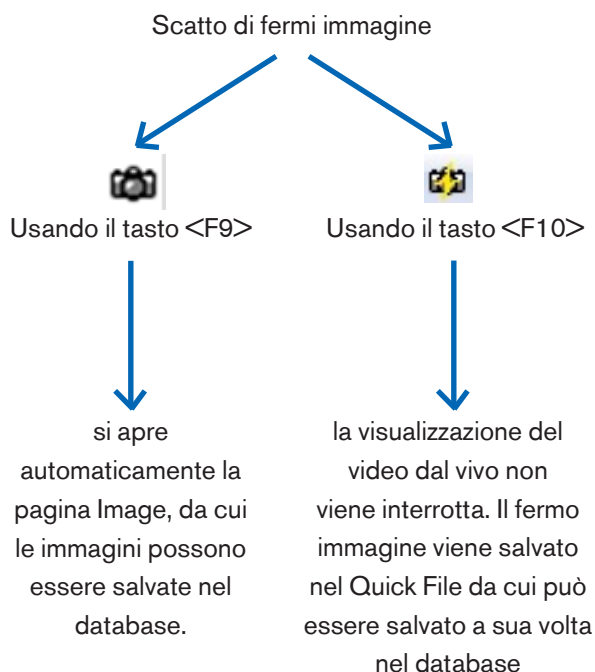 Scatto di fermi immagine
Usando il tasto <F9>
Usando il tasto <F10>
si apre
automaticamente la
pagina Image, da cui
le immagini possono
essere salvate nel
database.
la visualizzazione del
video dal vivo non
viene interrotta. Il fermo
immagine viene salvato
nel Quick File da cui può
essere salvato a sua volta
nel database